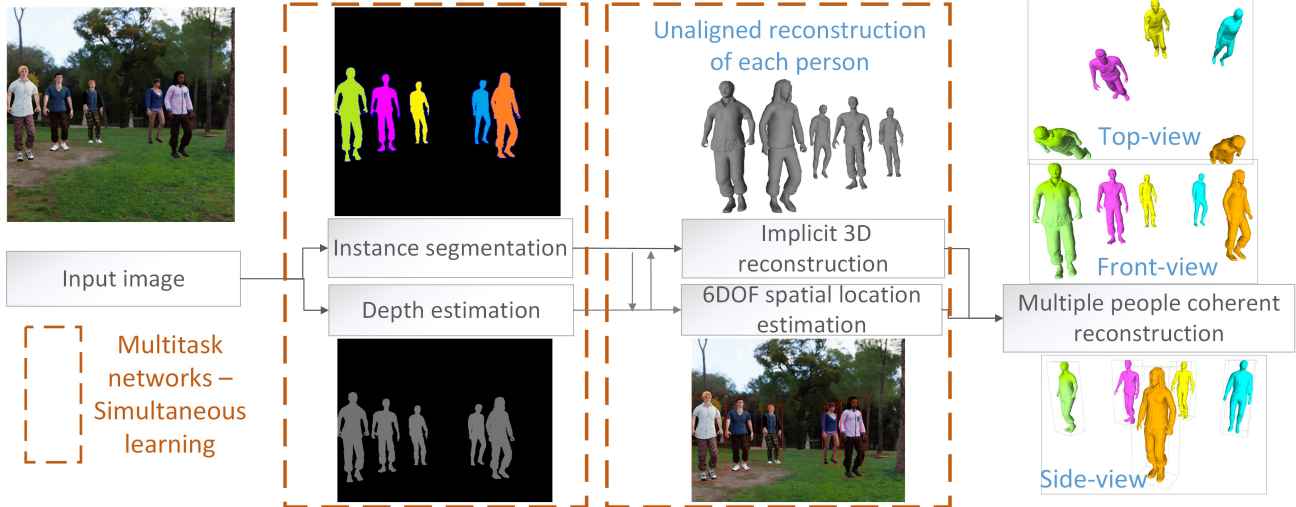 Unaligned reconstruction
of each person
Top-view
Instance segmentation
Implicit 3D
reconstruction
Input image
Front-view
Depth estimation
6DOF spatial location
estimation
Multiple people coherent
reconstruction
Multitask
networks –
Simultaneous
learning
Side-view